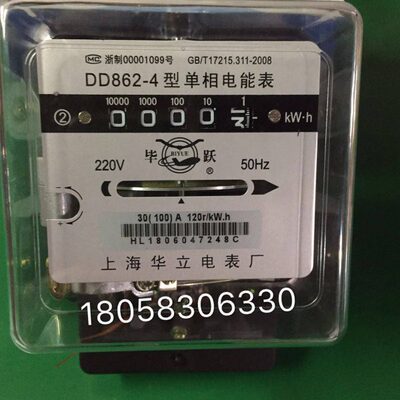 MC 浙制00001099号 GB/T17215.311-2008
DD862-4型单相电能表
10000 1000 100 10 1
② 0 0 0 0 kW·h
毕 BIYUE 跃 ®
220V 50Hz
30(100)A 120r/kW.h
HL1806047248C
上海华立电表厂
18058306330